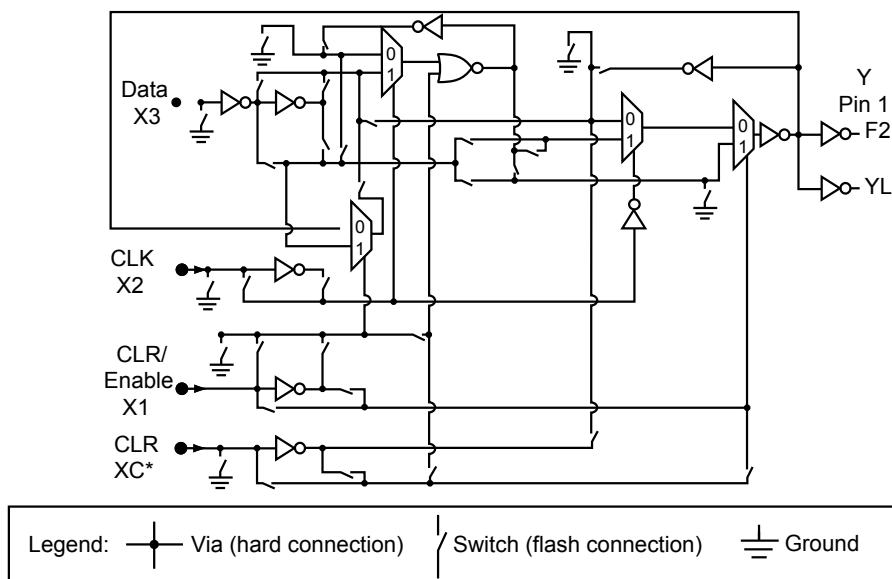 0
1
Data
X3
Y
Pin 1
F2
0
1
0
1
YL
0
1
CLK
X2
CLR/
Enable
X1
CLR
XC*
Legend: Via (hard connection) Switch (flash connection) Ground